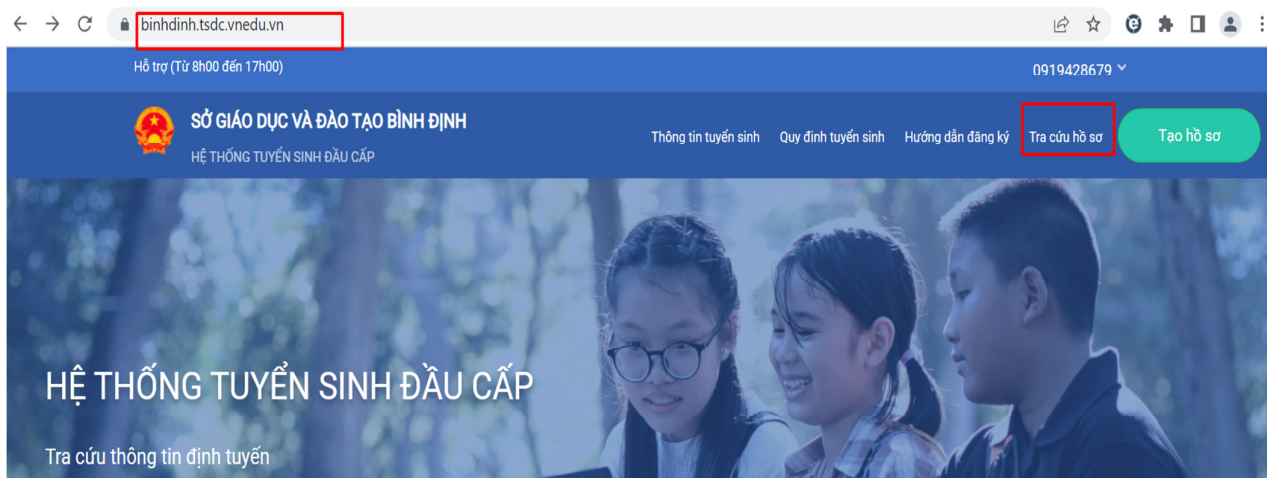 binhdinh.tsdc.vnedu.vn
Hỗ trợ (Từ 8h00 đến 17h00)
0919428679
SỞ GIÁO DỤC VÀ ĐÀO TẠO BÌNH ĐỊNH
HỆ THỐNG TUYỂN SINH ĐẦU CẤP
Thông tin tuyển sinh
Quy định tuyển sinh
Hướng dẫn đăng ký
Tra cứu hồ sơ
Tạo hồ sơ
HỆ THỐNG TUYỂN SINH ĐẦU CẤP
Tra cứu thông tin định tuyến